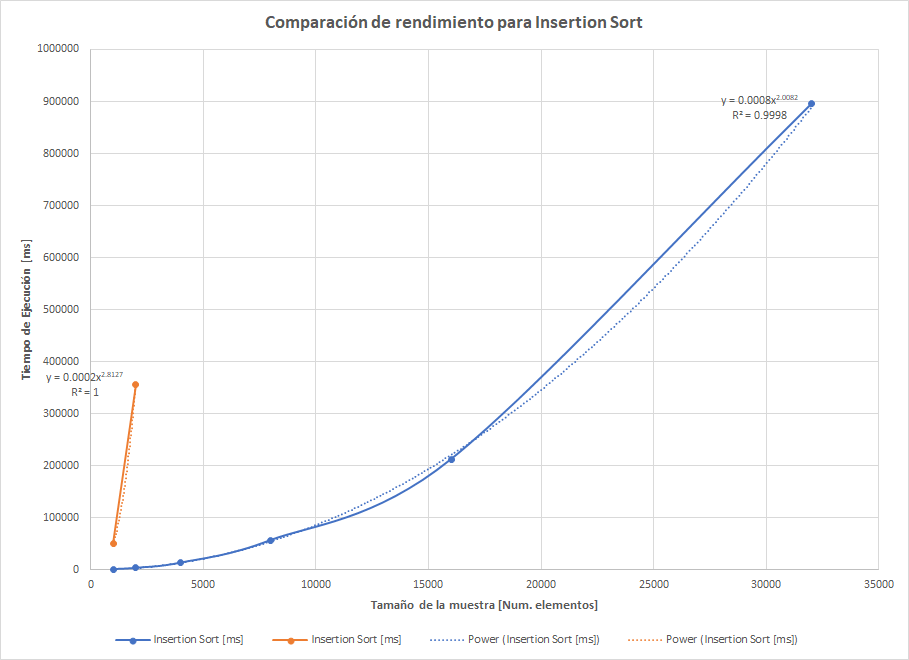 Comparación de rendimiento para Insertion Sort
1000000
900000
800000
700000
600000
500000
400000
300000
200000
100000
0
Tiempo de Ejecución [ms]
y = 0.0008x^2.0082
R² = 0.9998
y = 0.0002x^2.8127
R² = 1
0 5000 10000 15000 20000 25000 30000 35000
Tamaño de la muestra [Num. elementos]
Insertion Sort [ms] Insertion Sort [ms] Power (Insertion Sort [ms]) Power (Insertion Sort [ms])